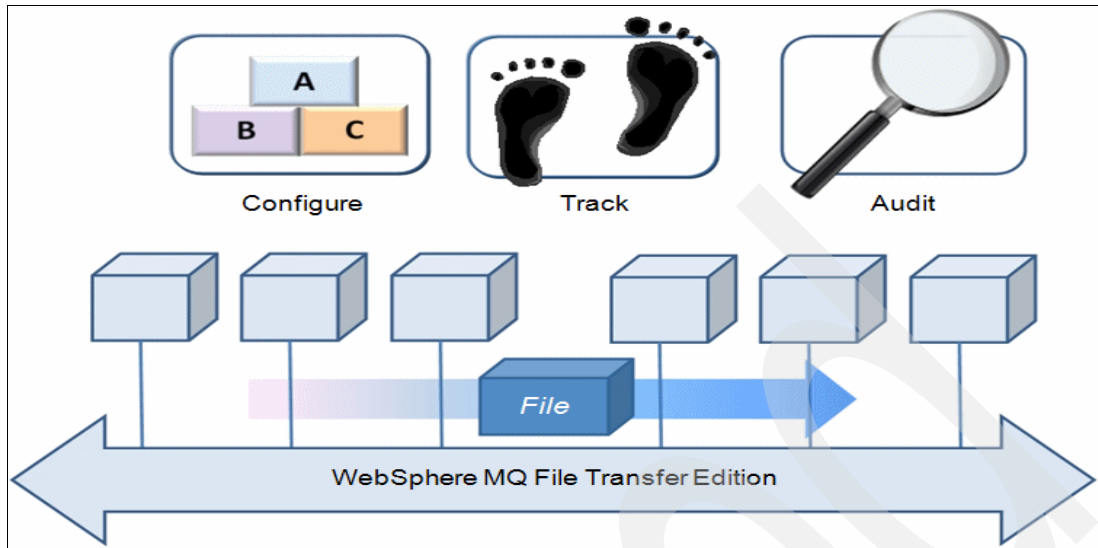 A
B
C
Configure
Track
Audit
File
WebSphere MQ File Transfer Edition